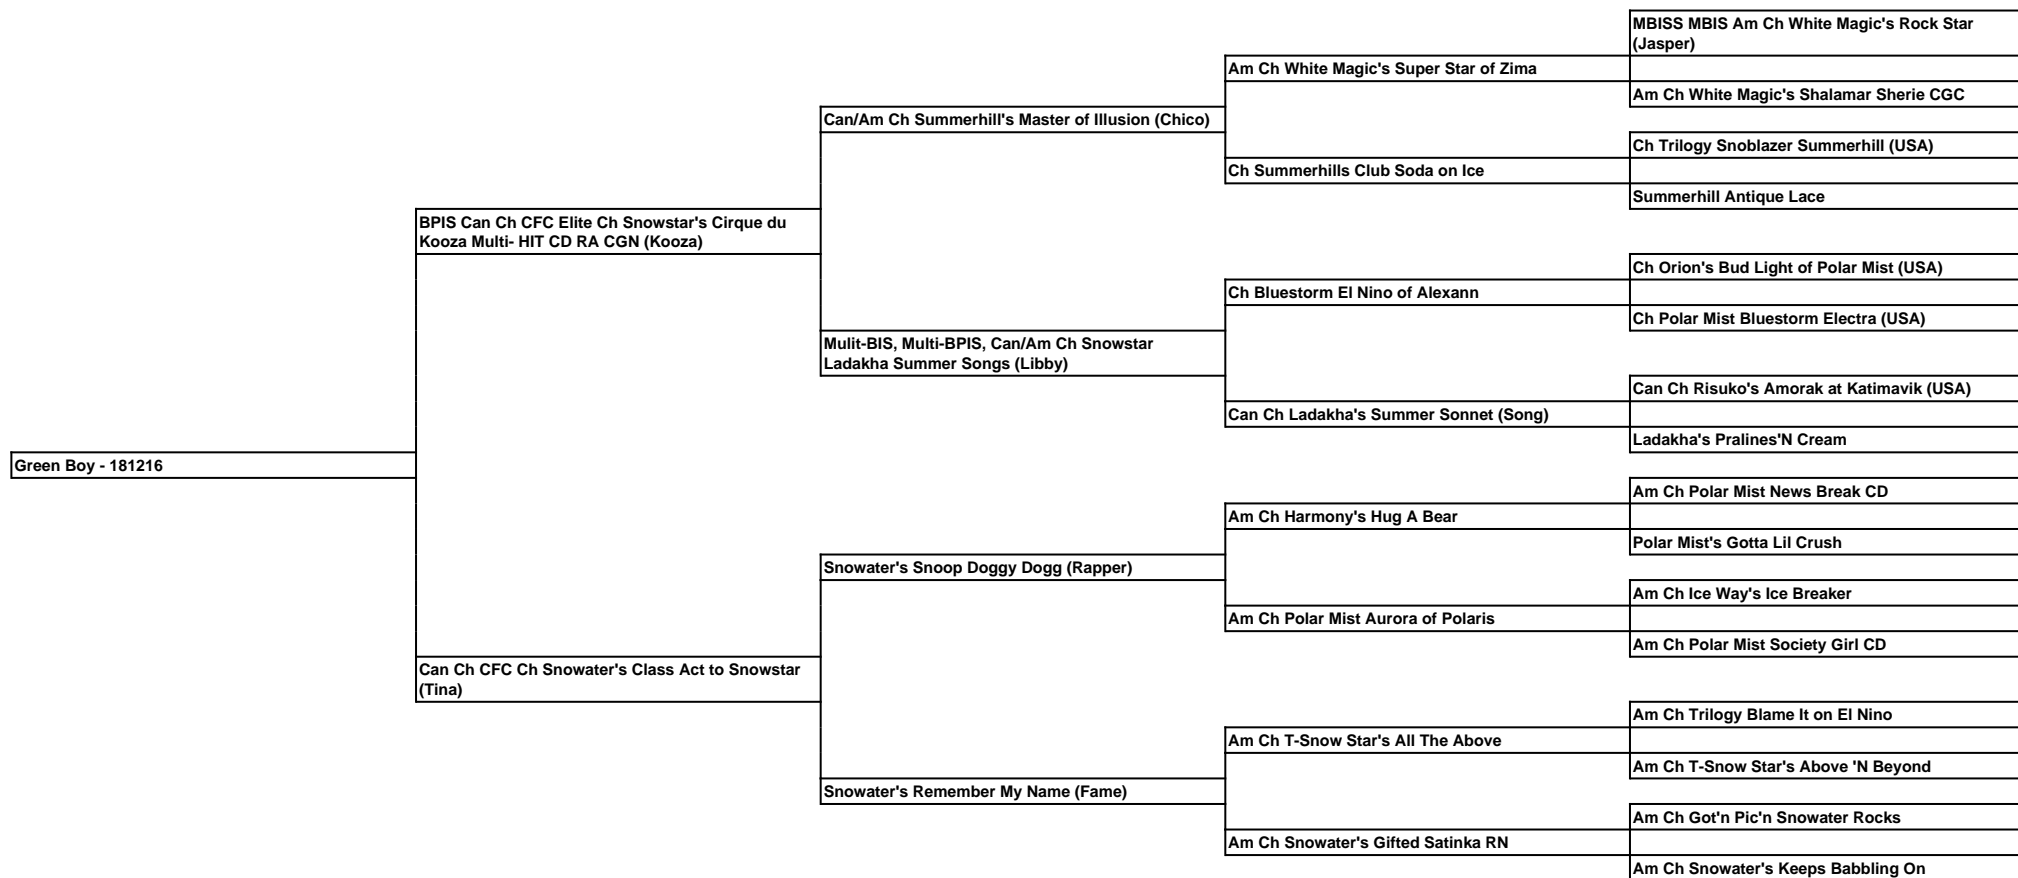 MBISS MBIS Am Ch White Magic's Rock Star
(Jasper)
Am Ch White Magic's Super Star of Zima
Am Ch White Magic's Shalamar Sherie CGC
Can/Am Ch Summerhill's Master of Illusion (Chico)
Ch Trilogy Snoblazer Summerhill (USA)
Ch Summerhills Club Soda on Ice
Summerhill Antique Lace
BPIS Can Ch CFC Elite Ch Snowstar's Cirque du
Kooza Multi- HIT CD RA CGN (Kooza)
Ch Orion's Bud Light of Polar Mist (USA)
Ch Bluestorm El Nino of Alexann
Ch Polar Mist Bluestorm Electra (USA)
Mulit-BIS, Multi-BPIS, Can/Am Ch Snowstar
Ladakha Summer Songs (Libby)
Can Ch Risuko's Amorak at Katimavik (USA)
Can Ch Ladakha's Summer Sonnet (Song)
Ladakha's Pralines'N Cream
Green Boy - 181216
Am Ch Polar Mist News Break CD
Am Ch Harmony's Hug A Bear
Polar Mist's Gotta Lil Crush
Snowater's Snoop Doggy Dogg (Rapper)
Am Ch Ice Way's Ice Breaker
Am Ch Polar Mist Aurora of Polaris
Am Ch Polar Mist Society Girl CD
Can Ch CFC Ch Snowater's Class Act to Snowstar
(Tina)
Am Ch Trilogy Blame It on El Nino
Am Ch T-Snow Star's All The Above
Am Ch T-Snow Star's Above 'N Beyond
Snowater's Remember My Name (Fame)
Am Ch Got'n Pic'n Snowater Rocks
Am Ch Snowater's Gifted Satinka RN
Am Ch Snowater's Keeps Babbling On